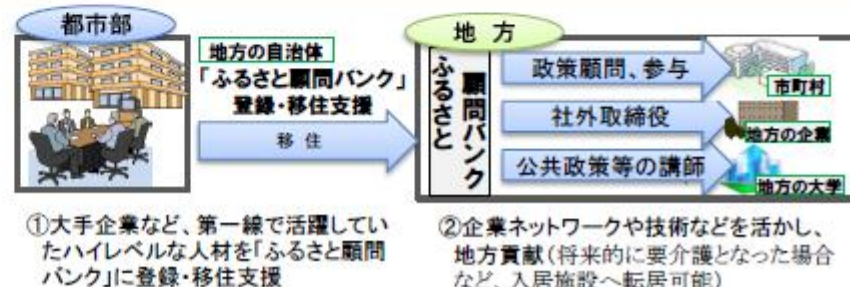 都市部
地方の自治体
「ふるさと顧問バンク」
登録・移住支援
移 住
①大手企業など、第一線で活躍してい
たハイレベルな人材を「ふるさと顧問
バンク」に登録・移住支援
地 方
ふるさと
顧問バンク
政策顧問、参与
市町村
社外取締役
地方の企業
公共政策等の講師
地方の大学
②企業ネットワークや技術などを活かし、
地方貢献(将来的に要介護となった場合
など、入居施設へ転居可能)